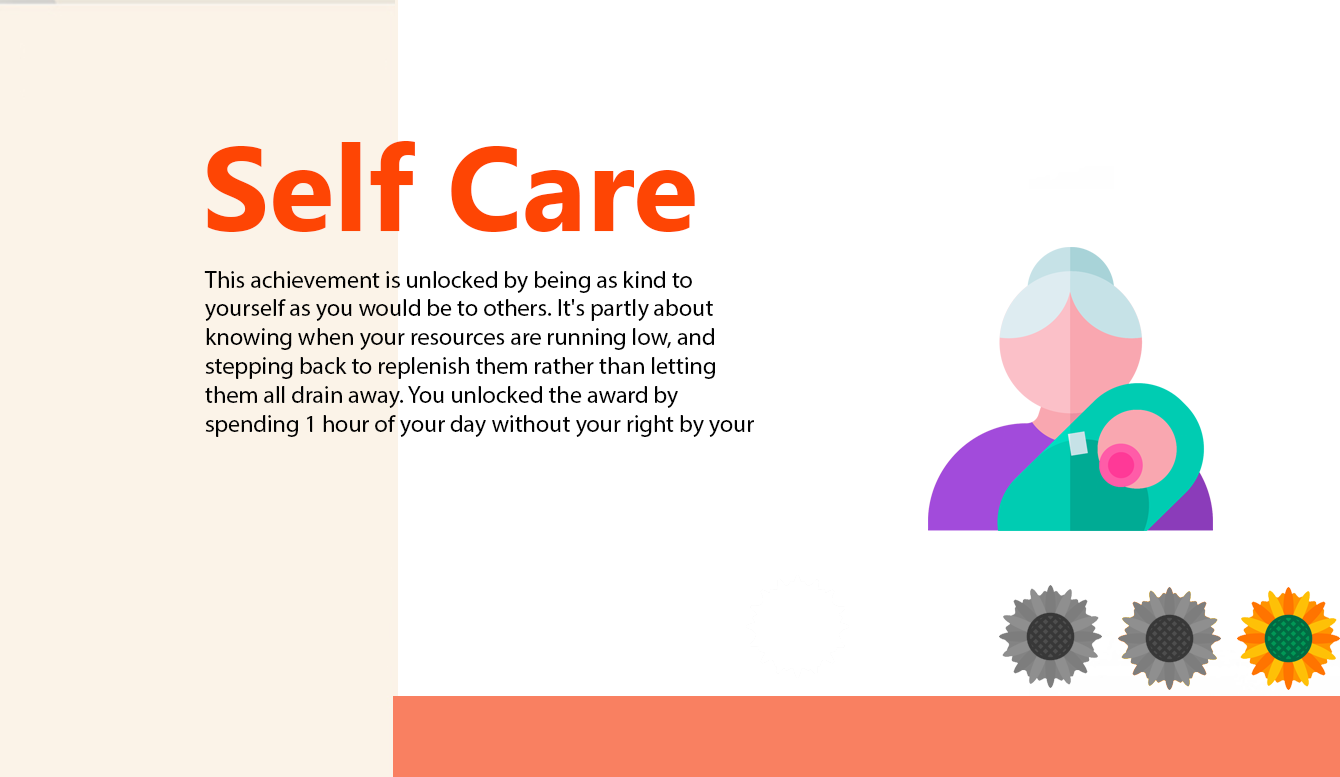 Self Care
This achievement is unlocked by being as kind to
yourself as you would be to others. It's partly about
knowing when your resources are running low, and
stepping back to replenish them rather than letting
them all drain away. You unlocked the award by
spending 1 hour of your day without your right by your